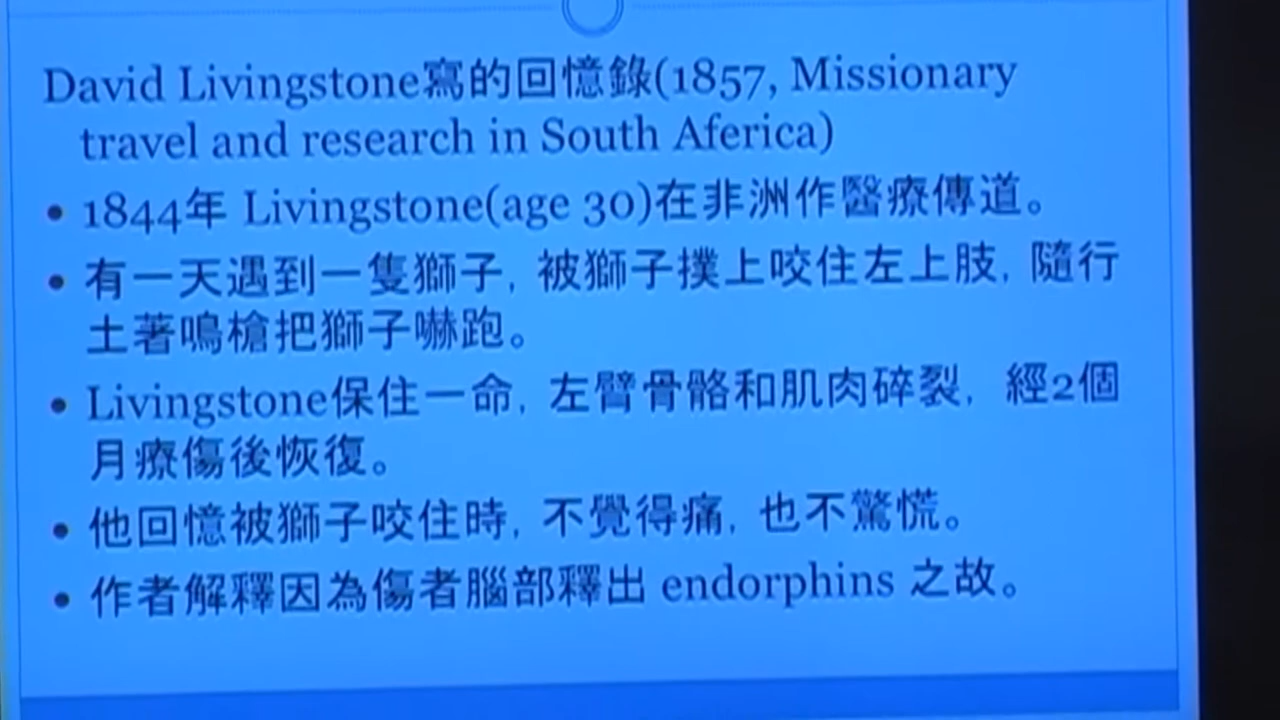 David Livingstone寫的回憶錄(1857, Missionary
travel and research in South Aferica)
• 1844年 Livingstone(age 30)在非洲作醫療傳道。
• 有一天遇到一隻獅子, 被獅子撲上咬住左上肢, 隨行
土著鳴槍把獅子嚇跑。
• Livingstone保住一命, 左臂骨骼和肌肉碎裂, 經2個
月療傷後恢復。
• 他回憶被獅子咬住時, 不覺得痛, 也不驚慌。
• 作者解釋因為傷者腦部釋出 endorphins 之故。